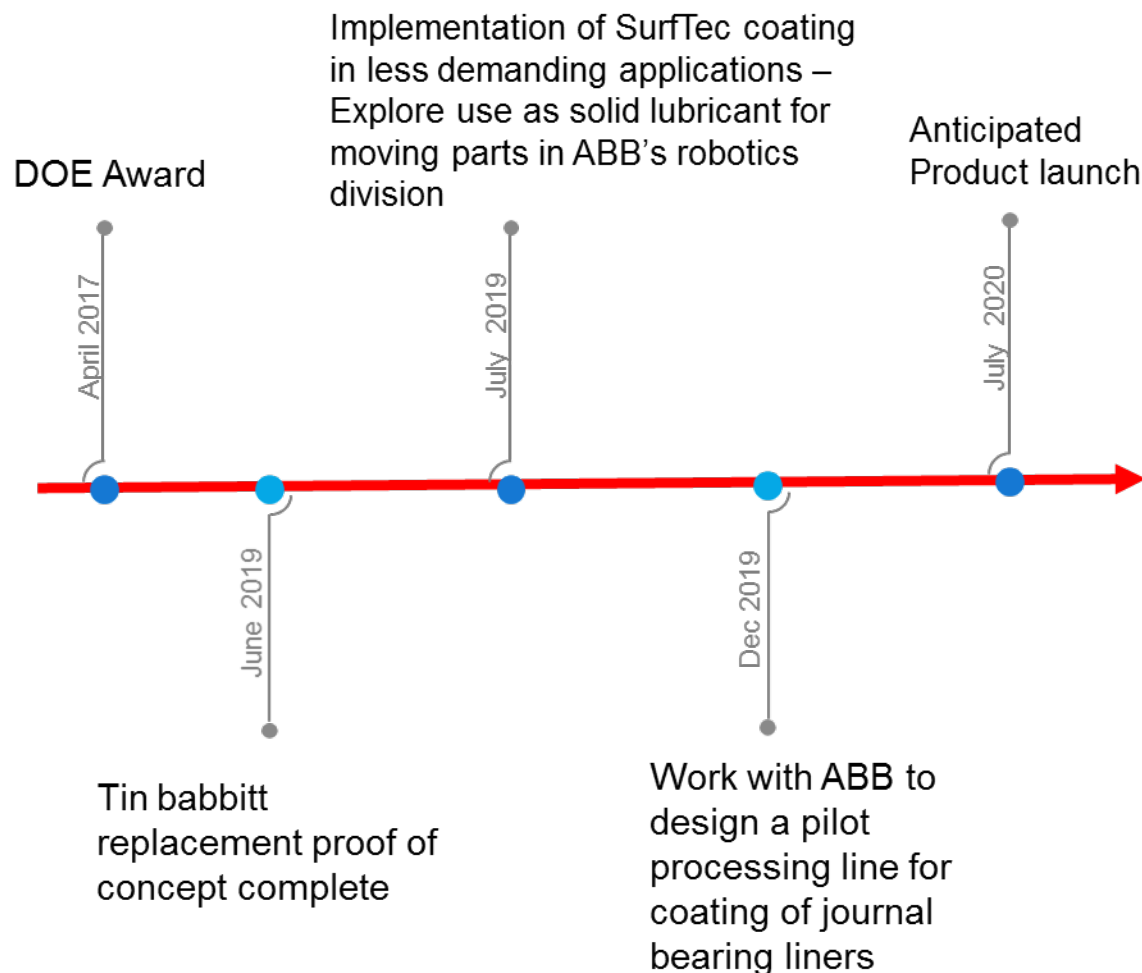 Implementation of SurfTec coating
in less demanding applications –
Explore use as solid lubricant for
moving parts in ABB's robotics
division
DOE Award
Anticipated
Product launch
April 2017
July 2019
July 2020
June 2019
Dec 2019
Tin babbitt
replacement proof of
concept complete
Work with ABB to
design a pilot
processing line for
coating of journal
bearing liners